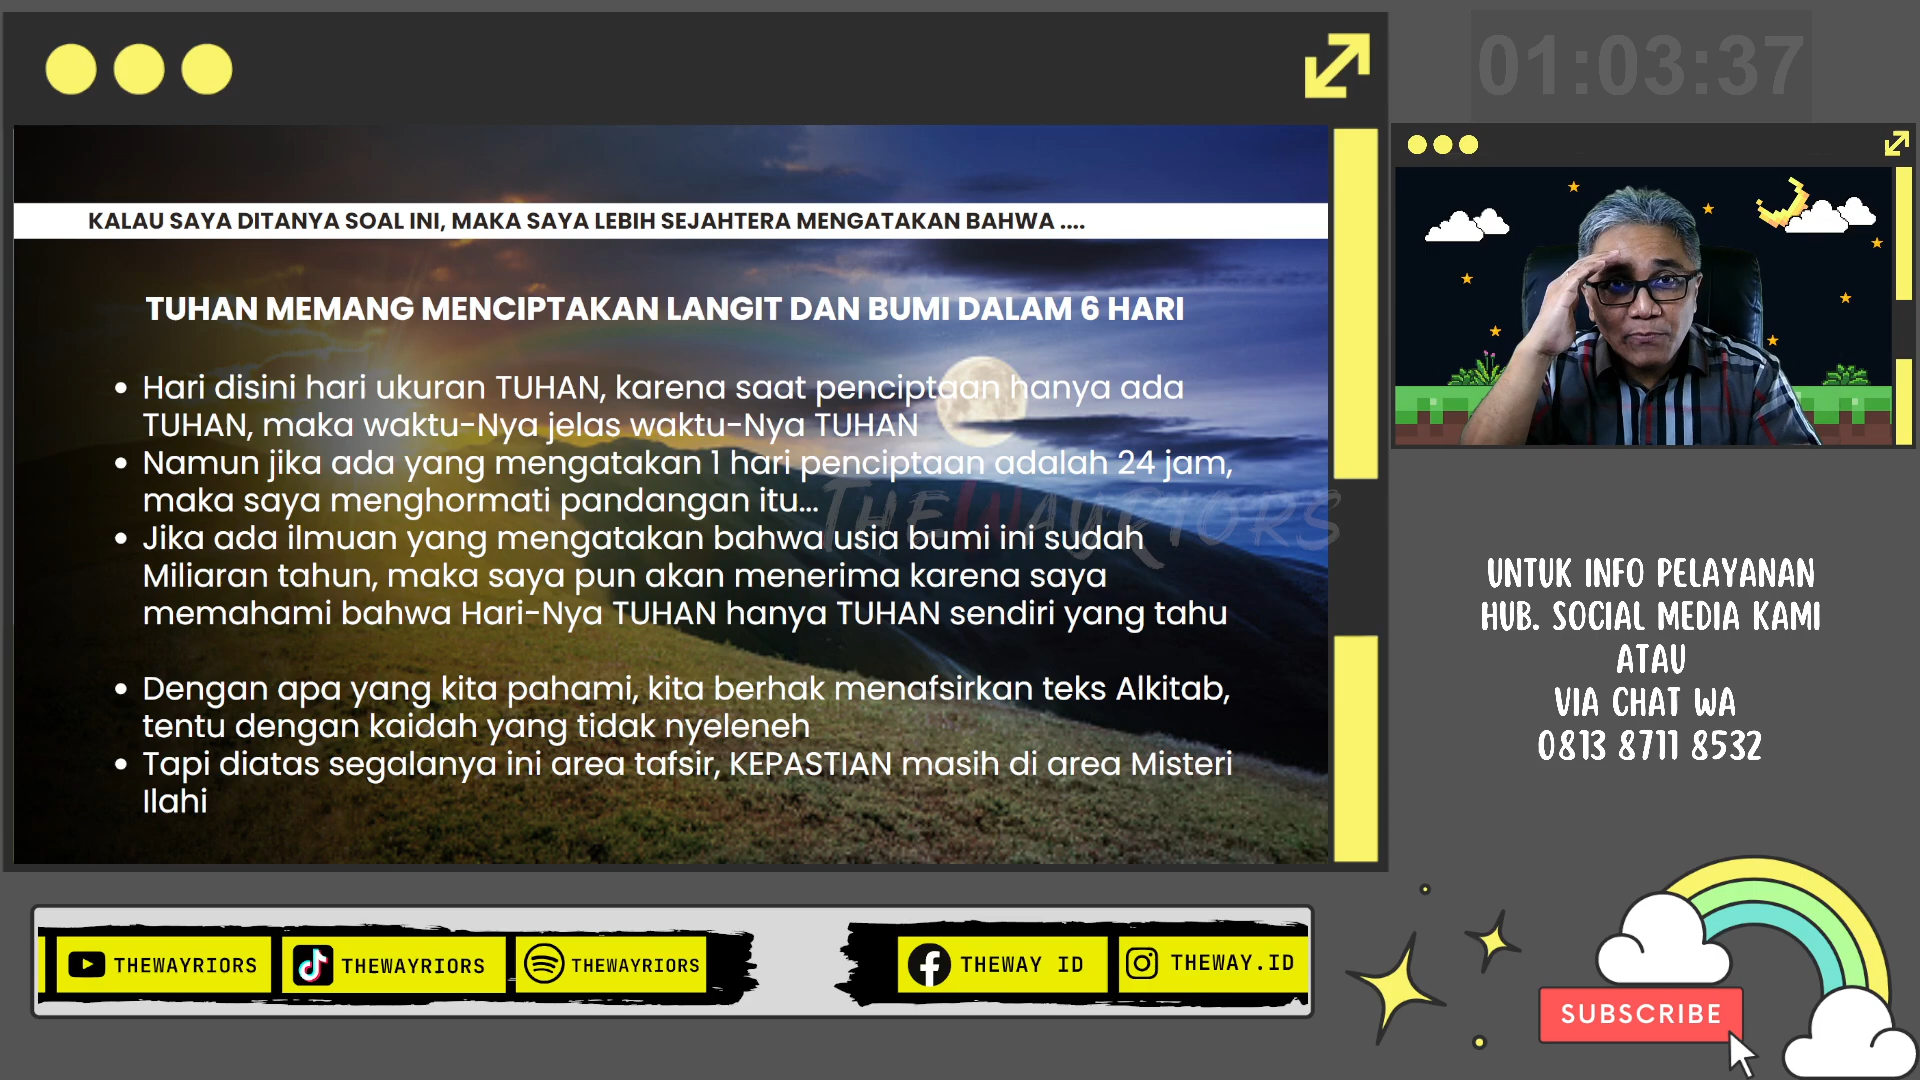 01:03:37
KALAU SAYA DITANYA SOAL INI, MAKA SAYA LEBIH SEJAHTERA MENGATAKAN BAHWA ....
TUHAN MEMANG MENCIPTAKAN LANGIT DAN BUMI DALAM 6 HARI
• Hari disini hari ukuran TUHAN, karena saat penciptaan hanya ada
TUHAN, maka waktu-Nya jelas waktu-Nya TUHAN
• Namun jika ada yang mengatakan 1 hari penciptaan adalah 24 jam,
maka saya menghormati pandangan itu...
• Jika ada ilmuan yang mengatakan bahwa usia bumi ini sudah
Miliaran tahun, maka saya pun akan menerima karena saya
memahami bahwa Hari-Nya TUHAN hanya TUHAN sendiri yang tahu
• Dengan apa yang kita pahami, kita berhak menafsirkan teks Alkitab,
tentu dengan kaidah yang tidak nyeleneh
• Tapi diatas segalanya ini area tafsir, KEPASTIAN masih di area Misteri
Ilahi
THEWAYRIORS
UNTUK INFO PELAYANAN
HUB. SOCIAL MEDIA KAMI
ATAU
VIA CHAT WA
0813 8711 8532
THEWAYRIORS
THEWAYRIORS
THEWAYRIORS
THEWAY ID
THEWAY.ID
SUBSCRIBE